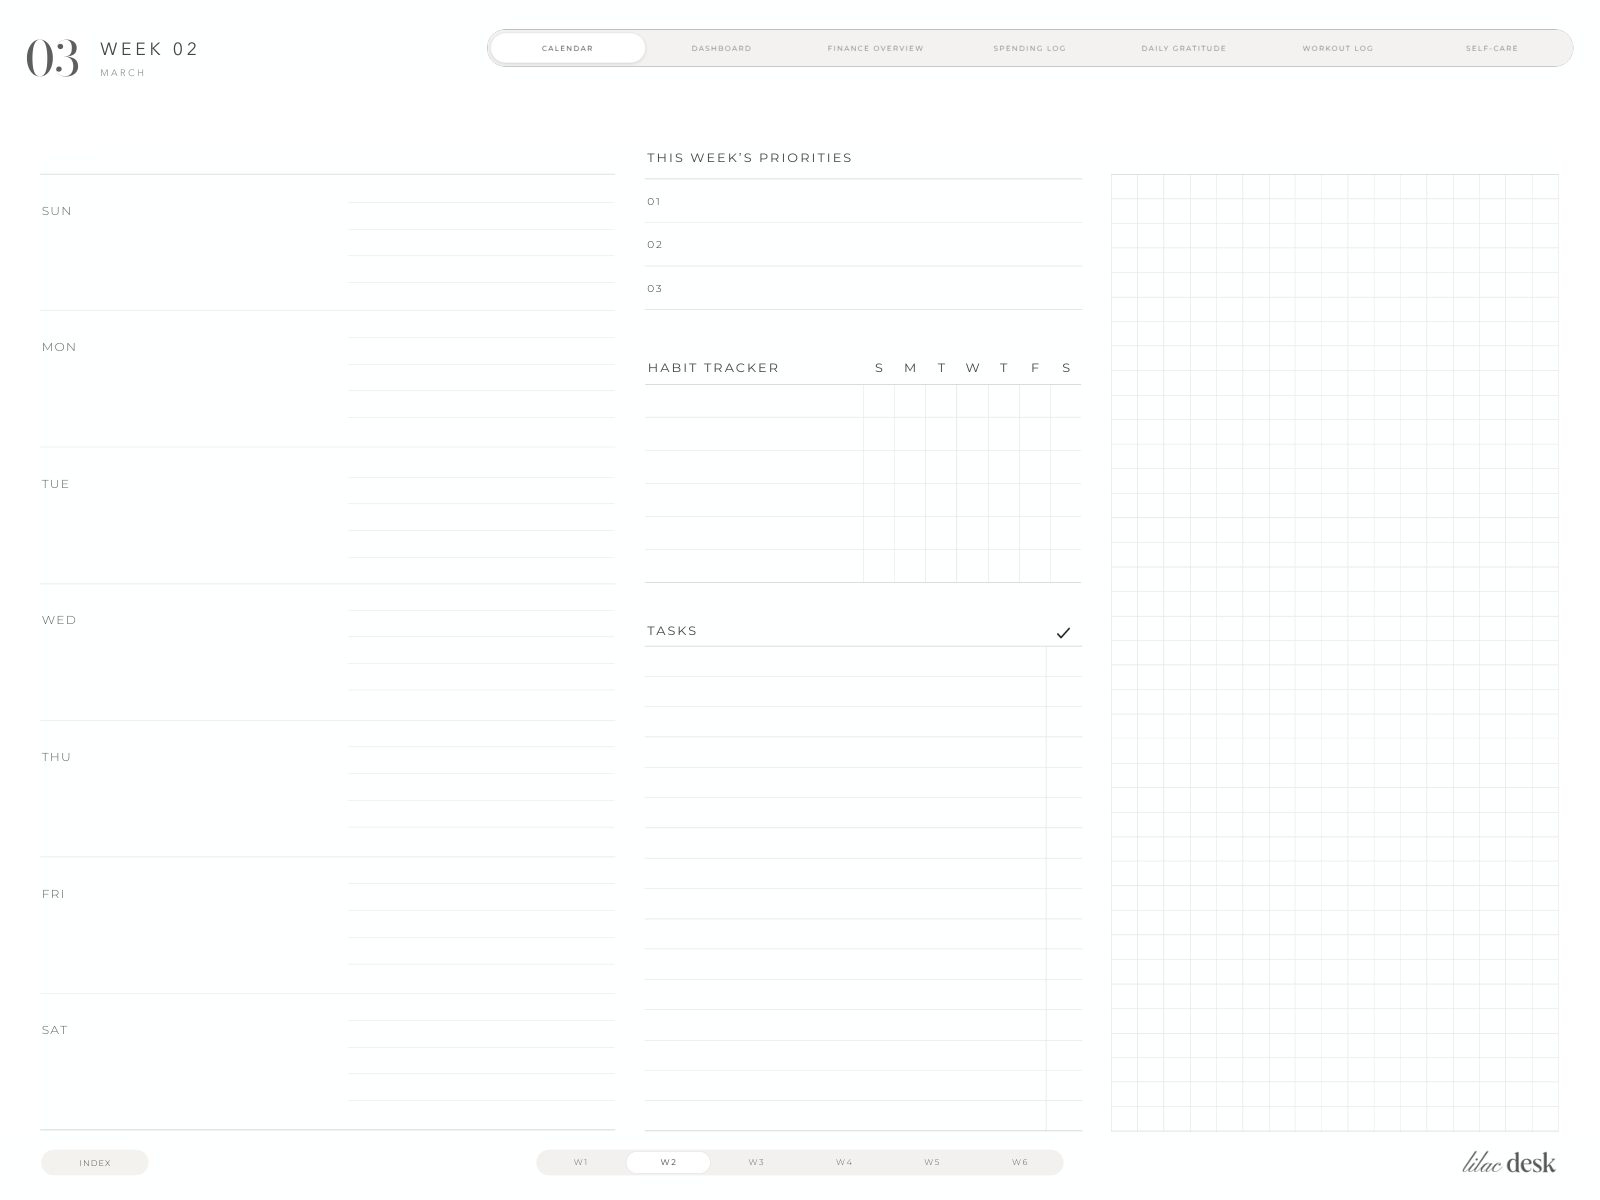 03 WEEK 02
MARCH
CALENDAR DASHBOARD FINANCE OVERVIEW SPENDING LOG DAILY GRATITUDE WORKOUT LOG SELF-CARE
SUN
MON
TUE
WED
THU
FRI
SAT
THIS WEEK'S PRIORITIES
01
02
03
HABIT TRACKER S M T W T F S
TASKS ✓
INDEX
W1 W2 W3 W4 W5 W6
lilac desk